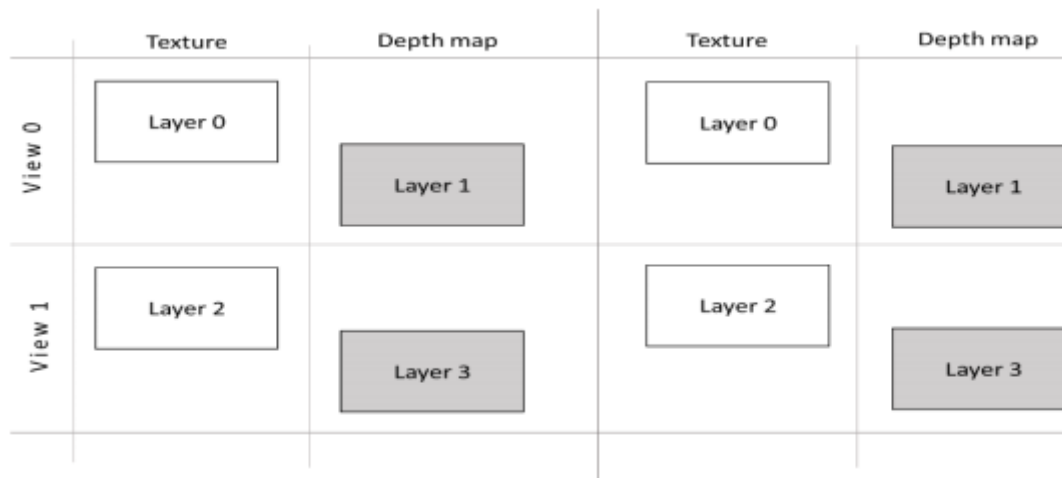 Texture Depth map Texture Depth map
View 0
Layer 0 Layer 0
Layer 1 Layer 1
View 1
Layer 2 Layer 2
Layer 3 Layer 3